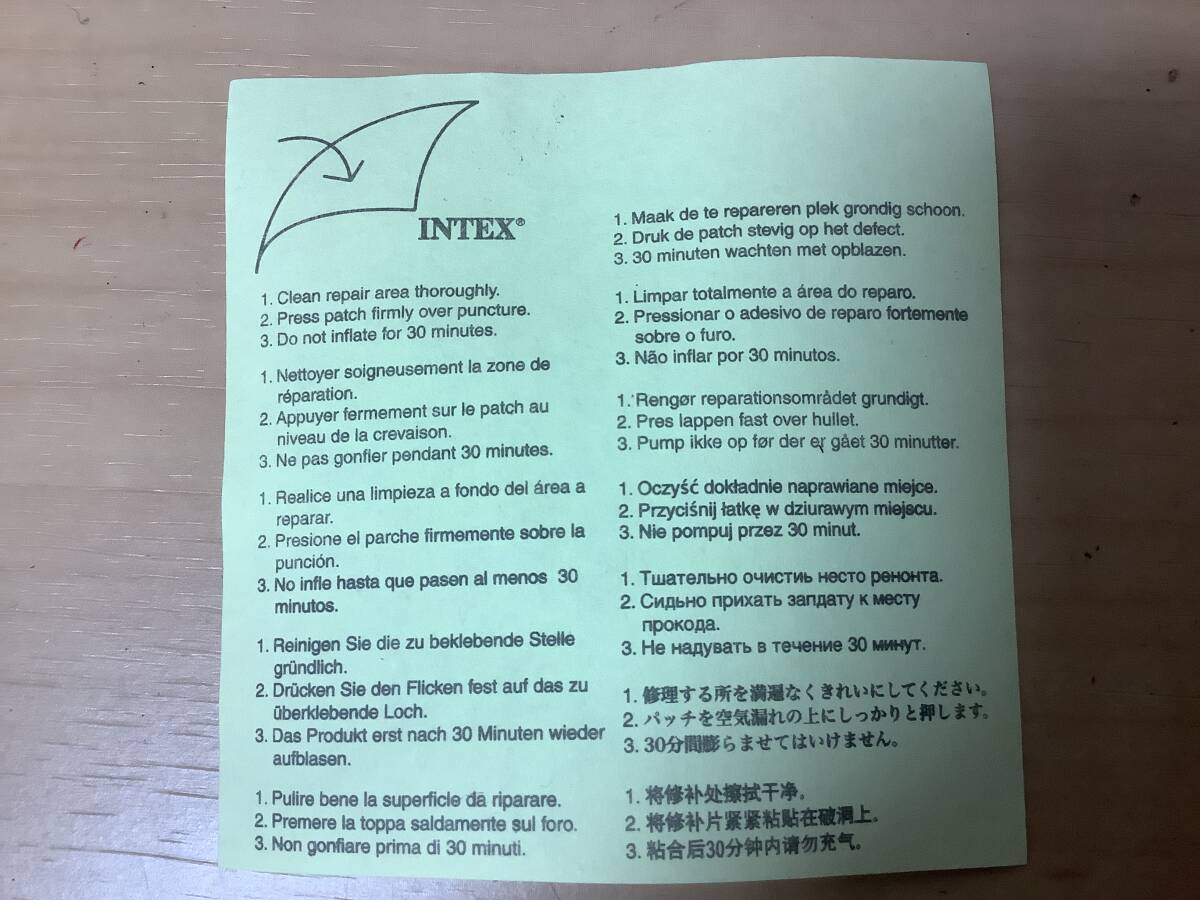 INTEX®
1. Clean repair area thoroughly.
2. Press patch firmly over puncture.
3. Do not inflate for 30 minutes.
1. Nettoyer soigneusement la zone de
réparation.
2. Appuyer fermement sur le patch au
niveau de la crevaison.
3. Ne pas gonfier pendant 30 minutes.
1. Realice una limpieza a fondo del área a
reparar.
2. Presione el parche firmemente sobre la
punción.
3. No infle hasta que pasen al menos 30
minutos.
1. Reinigen Sie die zu beklebende Stelle
gründlich.
2. Drücken Sie den Flicken fest auf das zu
überklebende Loch.
3. Das Produkt erst nach 30 Minuten wieder
aufblasen.
1. Pulire bene la superficle da riparare.
2. Premere la toppa saldamente sul foro.
3. Non gonfiare prima di 30 minuti.
1. Maak de te repareren plek grondig schoon.
2. Druk de patch stevig op het defect.
3. 30 minuten wachten met opblazen.
1. Limpar totalmente a área do reparo.
2. Pressionar o adesivo de reparo fortemente
sobre o furo.
3. Não inflar por 30 minutos.
1. Rengør reparationsområdet grundigt.
2. Pres lappen fast over hullet.
3. Pump ikke op før der er gået 30 minutter.
1. Oczyść dokładnie naprawiane miejce.
2. Przyciśnij łatkę w dziurawym miejscu.
3. Nie pompuj przez 30 minut.
1. Тшательно очистиь несто ренонта.
2. Сидьно прихать запдату к месту
прокода.
3. Не надувать в течение 30 минут.
1. 修理する所を満遍なくきれいにしてください。
2. パッチを空気漏れの上にしっかりと押します。
3. 30分間膨らませてはいけません。
1. 将修补处擦拭干净。
2. 将修补片紧紧粘贴在破洞上。
3. 粘合后30分钟内请勿充气。